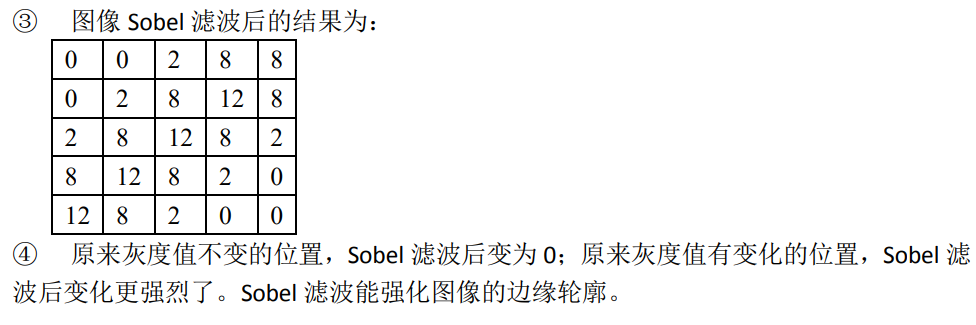 ③ 图像 Sobel 滤波后的结果为：
0 0 2 8 8
0 2 8 12 8
2 8 12 8 2
8 12 8 2 0
12 8 2 0 0
④ 原来灰度值不变的位置，Sobel 滤波后变为 0；原来灰度值有变化的位置，Sobel 滤
波后变化更强烈了。Sobel 滤波能强化图像的边缘轮廓。